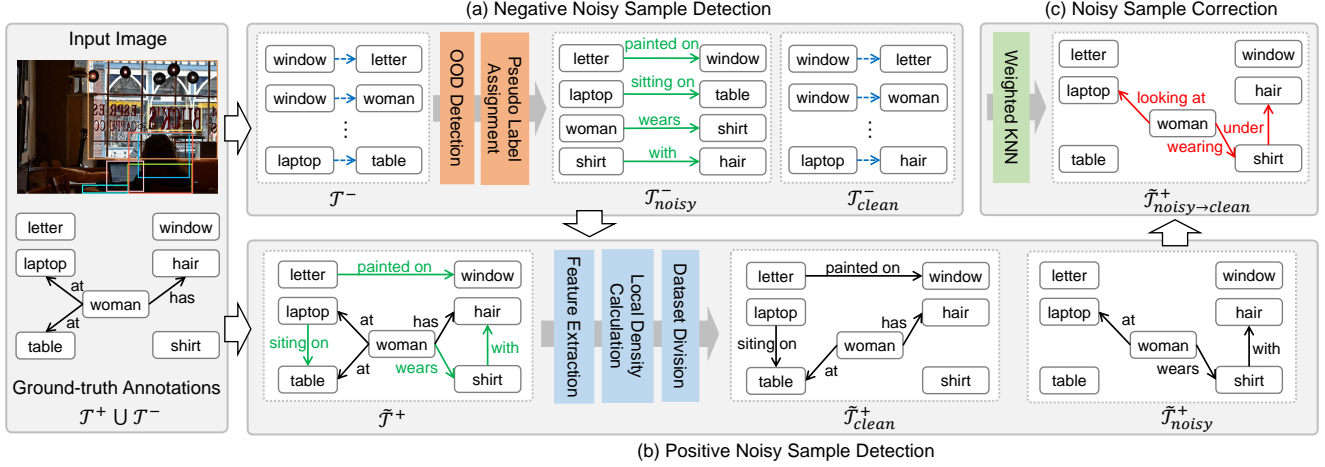 (a) Negative Noisy Sample Detection
(c) Noisy Sample Correction
Input Image
letter
window
laptop
hair
woman
at
has
at
table
shirt
Ground-truth Annotations
𝒯⁺ ⋃ 𝒯⁻
window
letter
window
woman
⋮
laptop
table
𝒯⁻
OOD Detection
Pseudo Label
Assignment
letter
painted on
window
laptop
sitting on
table
woman
wears
shirt
shirt
with
hair
𝒯⁻noisy
window
letter
window
woman
⋮
laptop
hair
𝒯⁻clean
Weighted KNN
letter
window
laptop
hair
looking at
woman
under
wearing
table
shirt
𝒯̃⁺noisy→clean
letter
painted on
window
laptop
hair
at
has
siting on
woman
with
at
wears
table
shirt
𝒯̃⁺
Feature Extraction
Local Density
Calculation
Dataset Division
letter
painted on
window
laptop
hair
has
siting on
woman
at
table
shirt
𝒯̃⁺clean
letter
window
laptop
hair
at
woman
with
wears
table
shirt
𝒯̃⁺noisy
(b) Positive Noisy Sample Detection